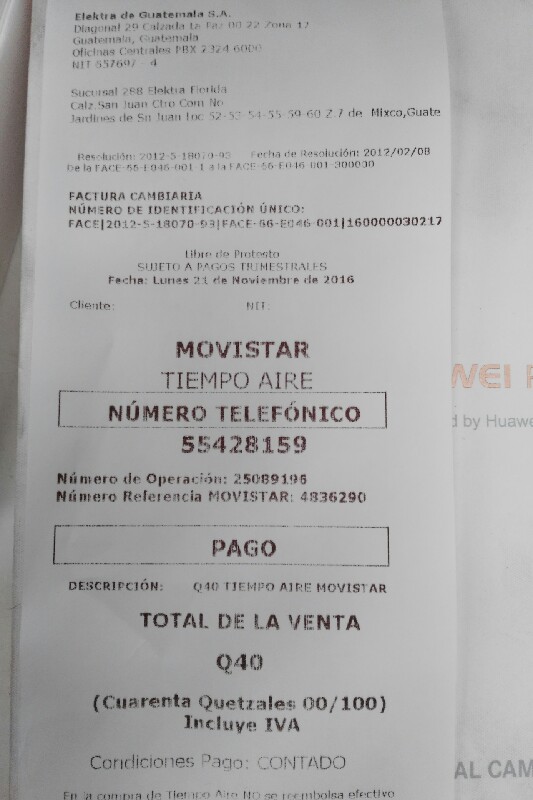 Elektra de Guatemala S.A.
Diagonal 29 Calzada La Paz 00-22 Zona 17
Guatemala, Guatemala
Oficinas Centrales PBX 2324 6000
NIT 657697 - 4
Sucursal 288 Elektra Florida
Calz.San Juan Ctro Com No
Jardines de Sn Juan Loc 52-53-54-55-59-60 Z.7 de Mixco,Guate
Resolución: 2012-5-18070-93 Fecha de Resolución: 2012/02/08
De la FACE-66-E046-001 1 a la FACE-66-E046-001-300000
FACTURA CAMBIARIA
NÚMERO DE IDENTIFICACIÓN ÚNICO:
FACE|2012-5-18070-93|FACE-66-E046-001|160000030217
Libre de Protesto
SUJETO A PAGOS TRIMESTRALES
Fecha: Lunes 21 de Noviembre de 2016
Cliente: NIT:
MOVISTAR
TIEMPO AIRE
NÚMERO TELEFÓNICO
55428159
Número de Operación: 25089196
Número Referencia MOVISTAR: 4836290
PAGO
DESCRIPCIÓN: Q40 TIEMPO AIRE MOVISTAR
TOTAL DE LA VENTA
Q40
(Cuarenta Quetzales 00/100)
Incluye IVA
Condiciones Pago: CONTADO
En la compra de Tiempo Aire NO se reembolsa efectivo
WEI P
d by Huawe
AL CAM